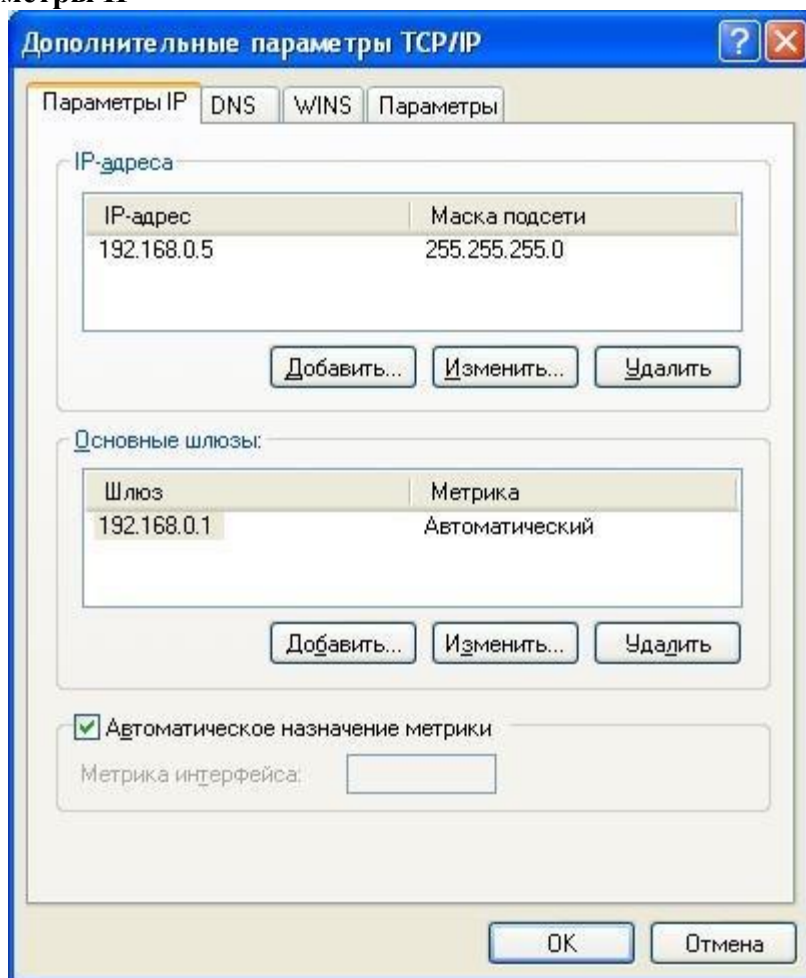 Дополнительные параметры TCP/IP
Параметры IP DNS WINS Параметры
IP-адреса
IP-адрес Маска подсети
192.168.0.5 255.255.255.0
Добавить... Изменить... Удалить
Основные шлюзы:
Шлюз Метрика
192.168.0.1 Автоматический
Добавить... Изменить... Удалить
Автоматическое назначение метрики
Метрика интерфейса:
OK Отмена